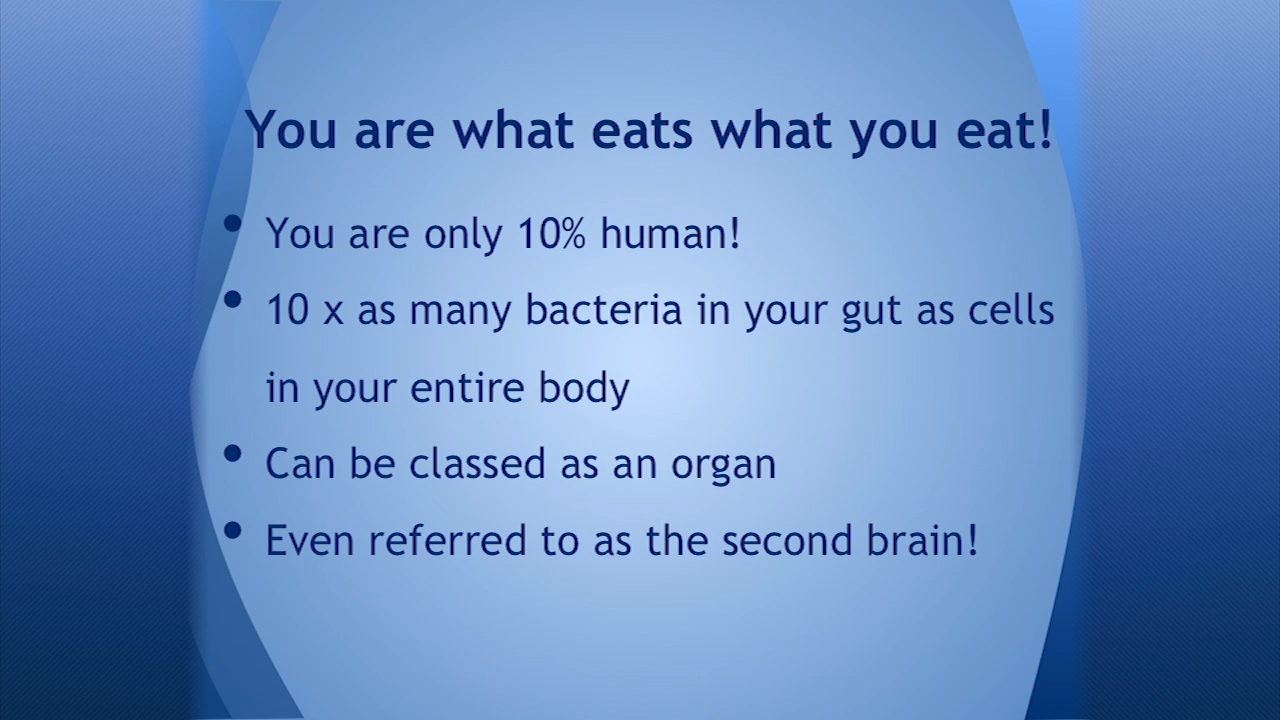 You are what eats what you eat!
• You are only 10% human!
• 10 x as many bacteria in your gut as cells
in your entire body
• Can be classed as an organ
• Even referred to as the second brain!